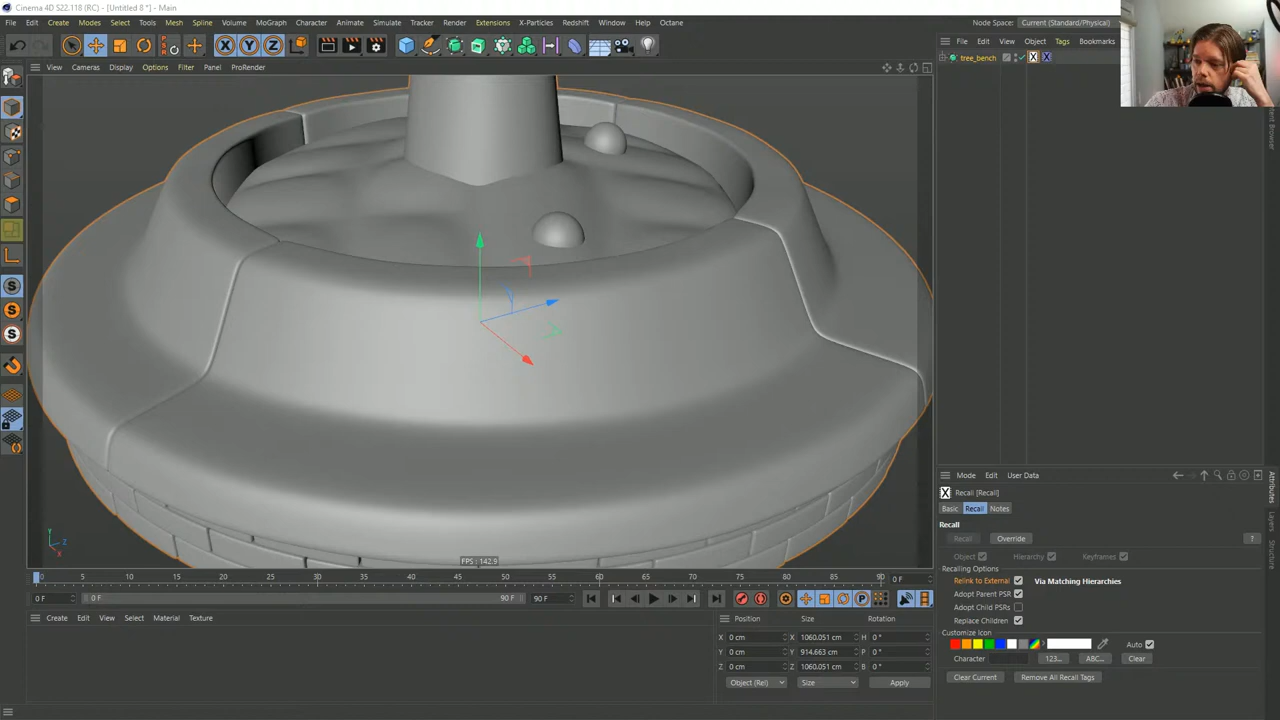 Cinema 4D S22.118 (RC) - [Untitled 8 *] - Main
File Edit Create Modes Select Tools Mesh Spline Volume MoGraph Character Animate Simulate Tracker Render Extensions X-Particles Redshift Window Help Octane
Node Space: Current (Standard/Physical)
X Y Z
File Edit View Object Tags Bookmarks
View Cameras Display Options Filter Panel ProRender
tree_bench
X X
S
S
S
Y
Z
X
FPS : 142.9
0 5 10 15 20 25 30 35 40 45 50 55 60 65 70 75 80 85 90 0 F
0 F 0 F 90 F 90 F
P
Create Edit View Select Material Texture
Position Size Rotation
X 0 cm X 1060.051 cm H 0 °
Y 0 cm Y 914.663 cm P 0 °
Z 0 cm Z 1060.051 cm B 0 °
Object (Rel) Size Apply
Mode Edit User Data
X Recall [Recall]
Basic Recall Notes
Recall
Recall Override ?
Object Hierarchy Keyframes
Recalling Options
Relink to External Via Matching Hierarchies
Adopt Parent PSR
Adopt Child PSRs
Replace Children
Customize Icon
Auto
Character 123... ABC... Clear
Clear Current Remove All Recall Tags
Attributes
Layers
Structure